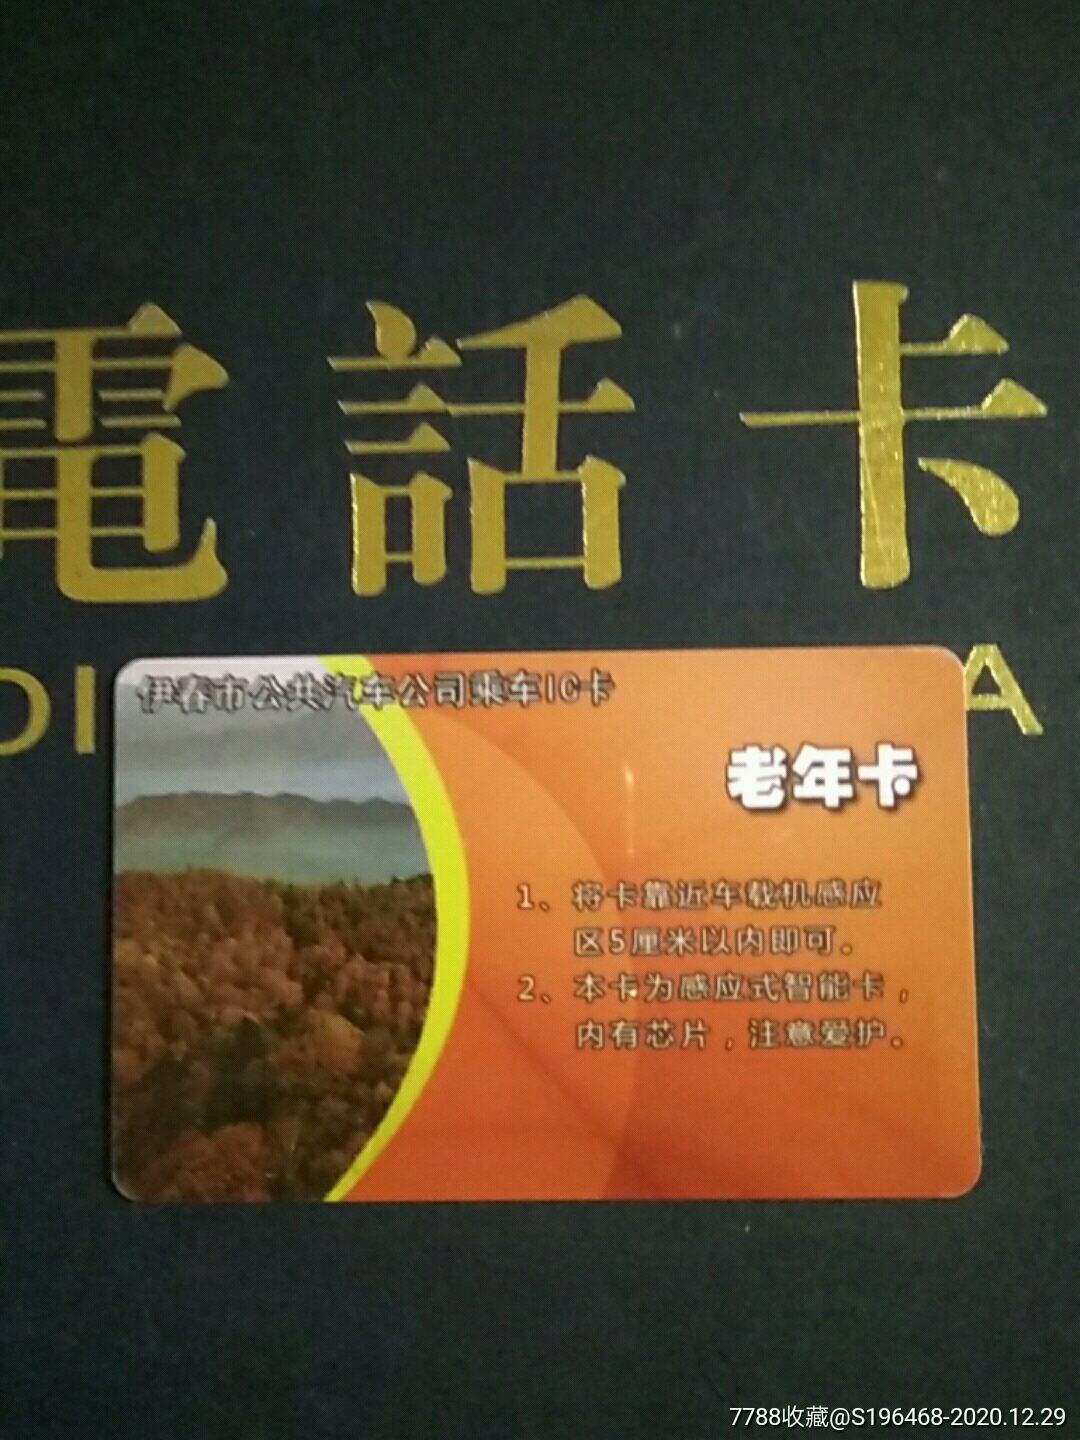 電話卡
DI
A
伊春市公共汽车公司乘车IC卡
老年卡
1、将卡靠近车载机感应
区5厘米以内即可。
2、本卡为感应式智能卡，
内有芯片，注意爱护。
7788收藏@S196468-2020.12.29